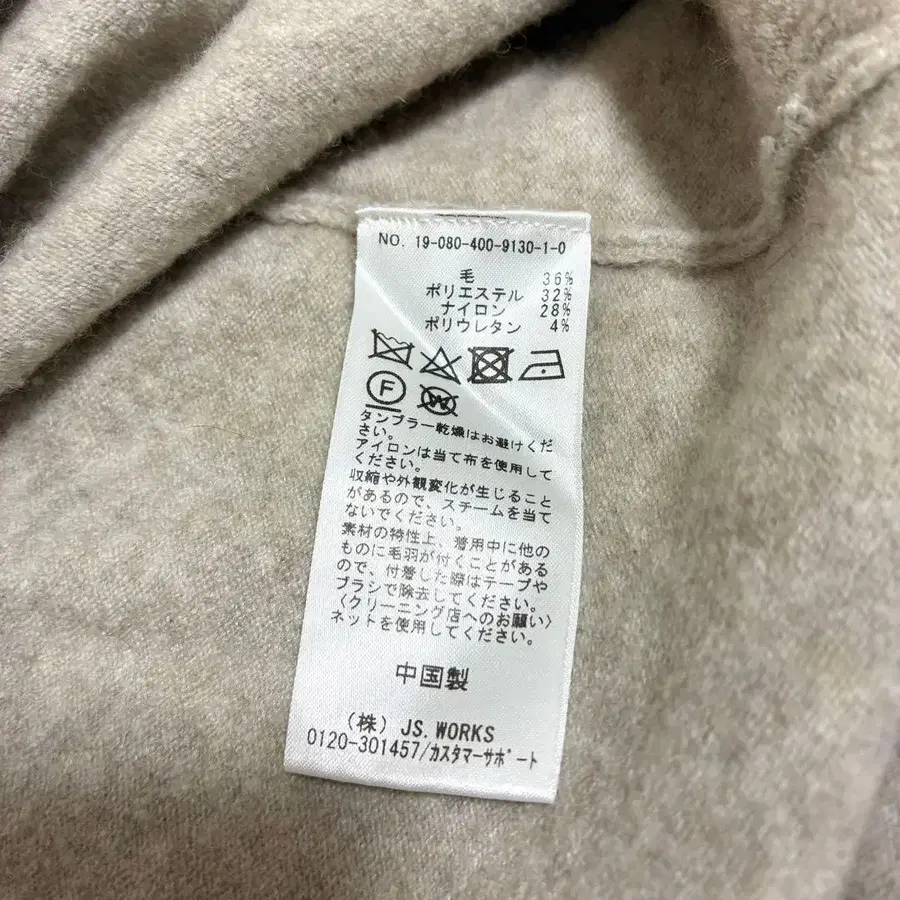 NO. 19-080-400-9130-1-0
毛 36%
ポリエステル 32%
ナイロン 28%
ポリウレタン 4%
F
W
タンブラー乾燥はお避けくだ
さい。
アイロンは当て布を使用して
ください。
収縮や外観変化が生じること
があるので、スチームを当て
ないでください。
素材の特性上、着用中に他の
ものに毛羽が付くことがある
ので、付着した際はテープや
ブラシで除去してください。
〈クリーニング店へのお願い〉
ネットを使用してください。
中国製
(株) JS.WORKS
0120-301457/カスタマーサポート